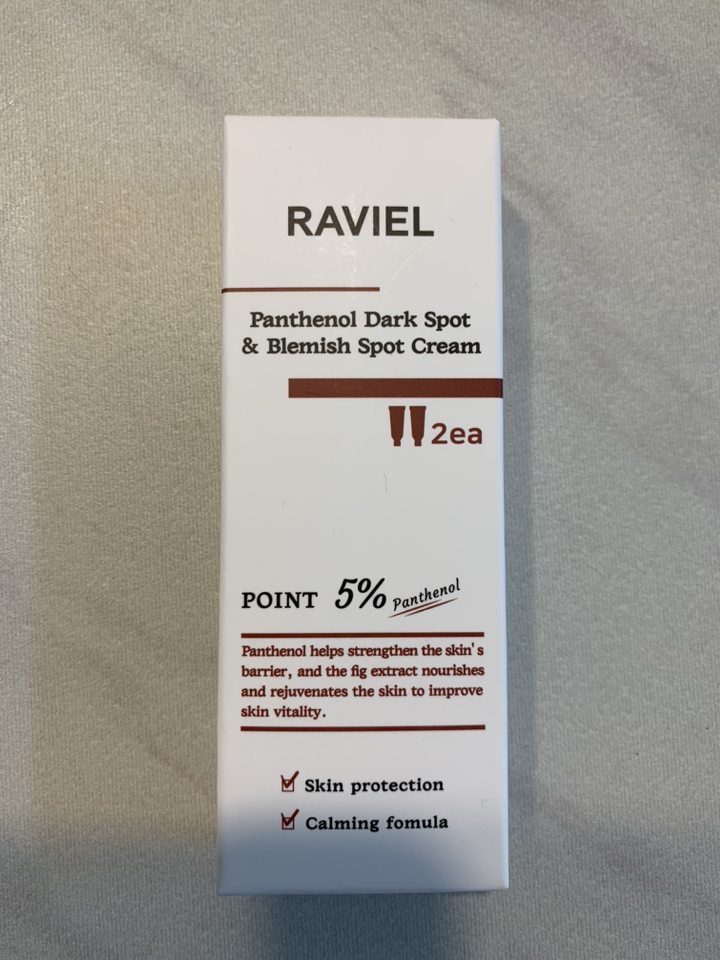 RAVIEL
Panthenol Dark Spot
& Blemish Spot Cream
2ea
POINT 5% Panthenol
Panthenol helps strengthen the skin's
barrier, and the fig extract nourishes
and rejuvenates the skin to improve
skin vitality.
Skin protection
Calming fomula